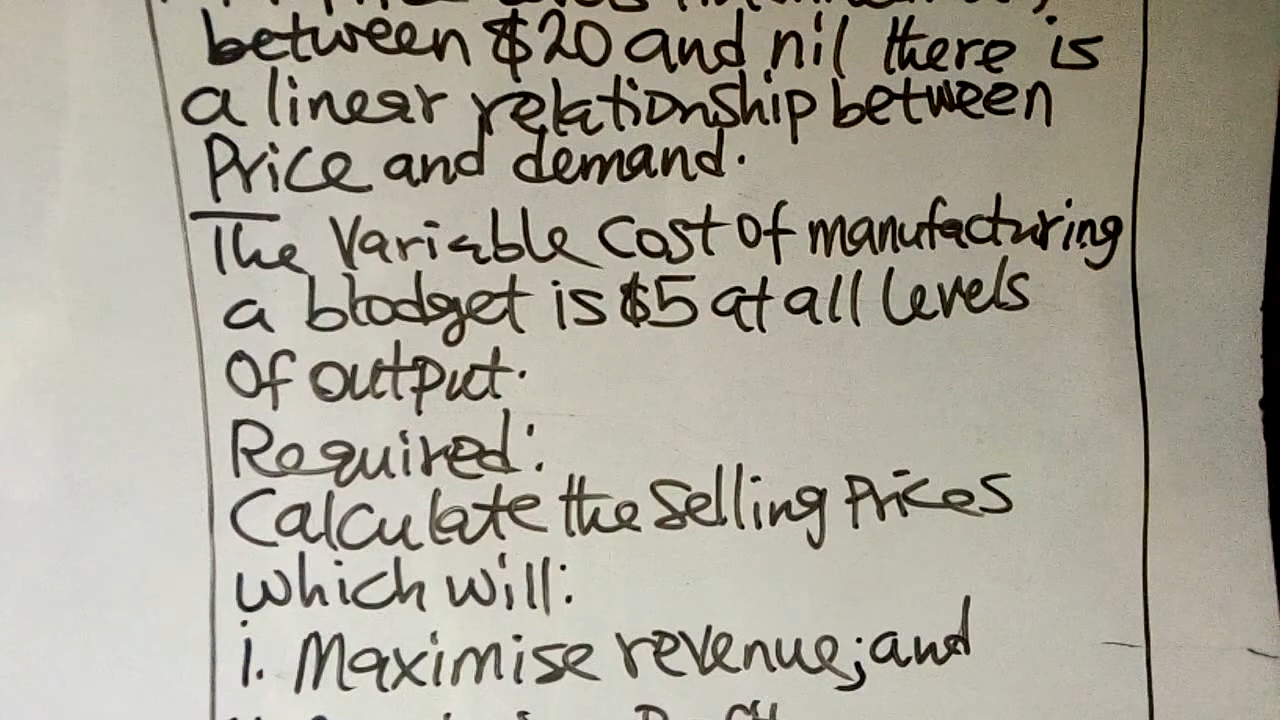 between $20 and nil there is
a linear relationship between
Price and demand.
The Variable Cost of manufacturing
a blodget is $5 at all levels
Of output.
Required:
Calculate the Selling Prices
which will:
i. Maximise revenue; and